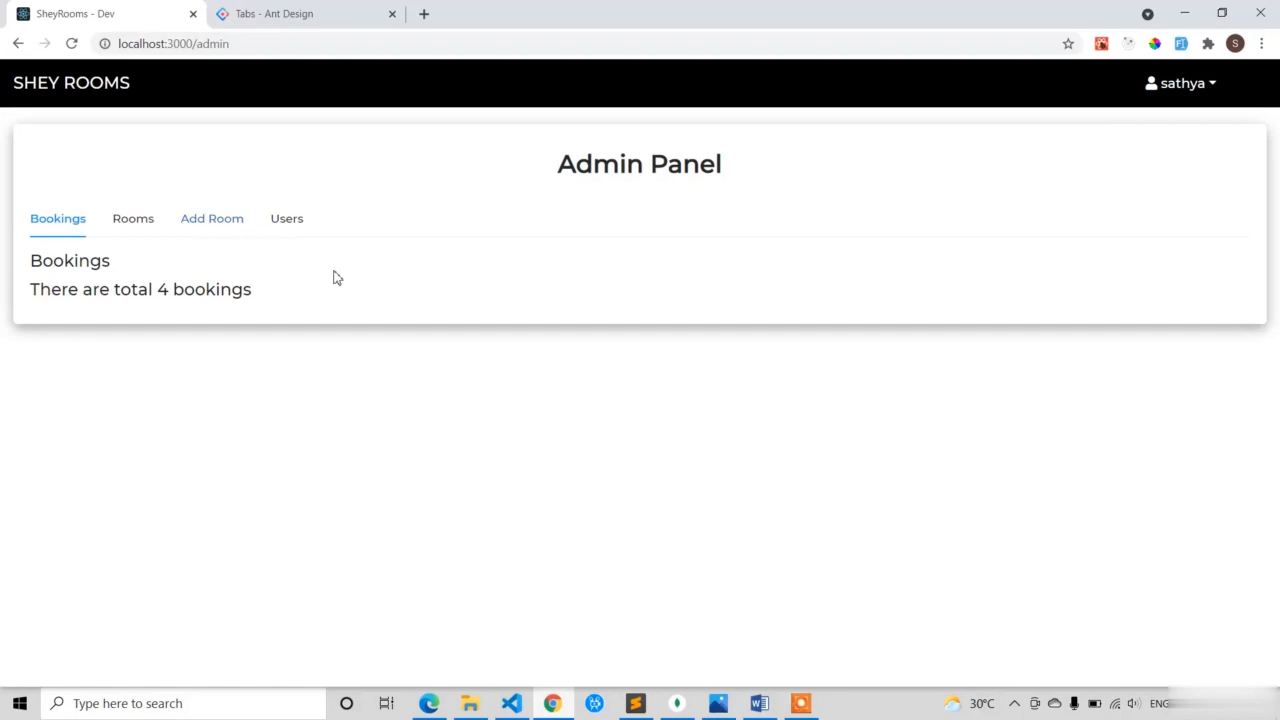 SheyRooms - Dev
Tabs - Ant Design
localhost:3000/admin
S
SHEY ROOMS
sathya
Admin Panel
Bookings Rooms Add Room Users
Bookings
There are total 4 bookings
Type here to search
30°C
ENG